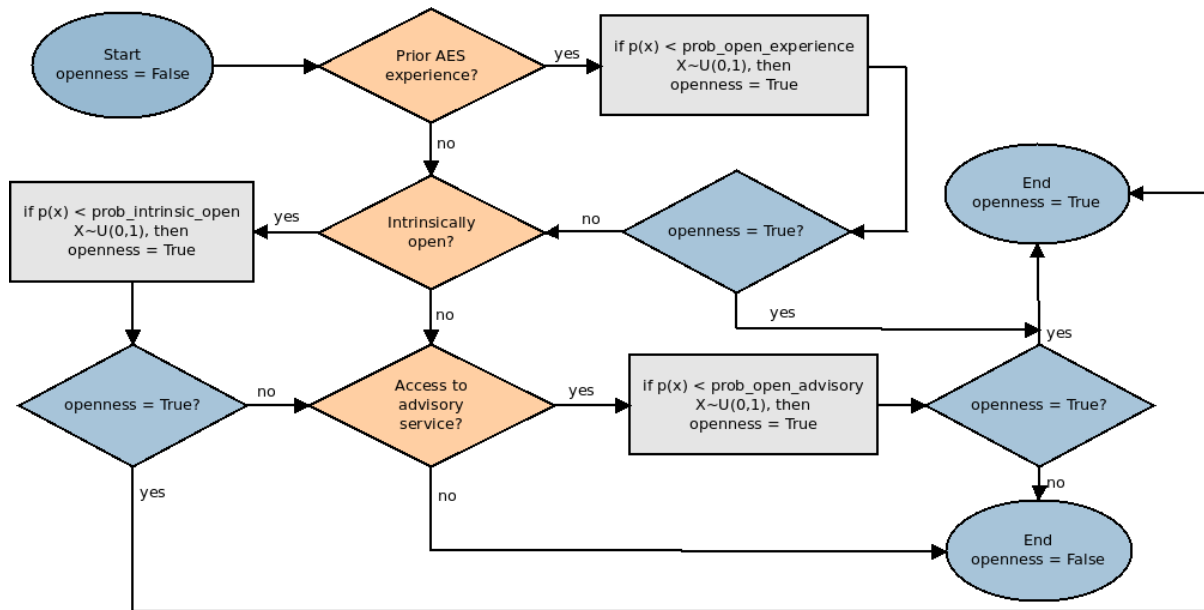 Start
openness = False
Prior AES
experience?
yes
if p(x) < prob_open_experience
X~U(0,1), then
openness = True
no
End
openness = True
if p(x) < prob_intrinsic_open
X~U(0,1), then
openness = True
yes
Intrinsically
open?
no
openness = True?
yes
no
yes
openness = True?
no
Access to
advisory
service?
yes
if p(x) < prob_open_advisory
X~U(0,1), then
openness = True
openness = True?
yes
no
no
End
openness = False